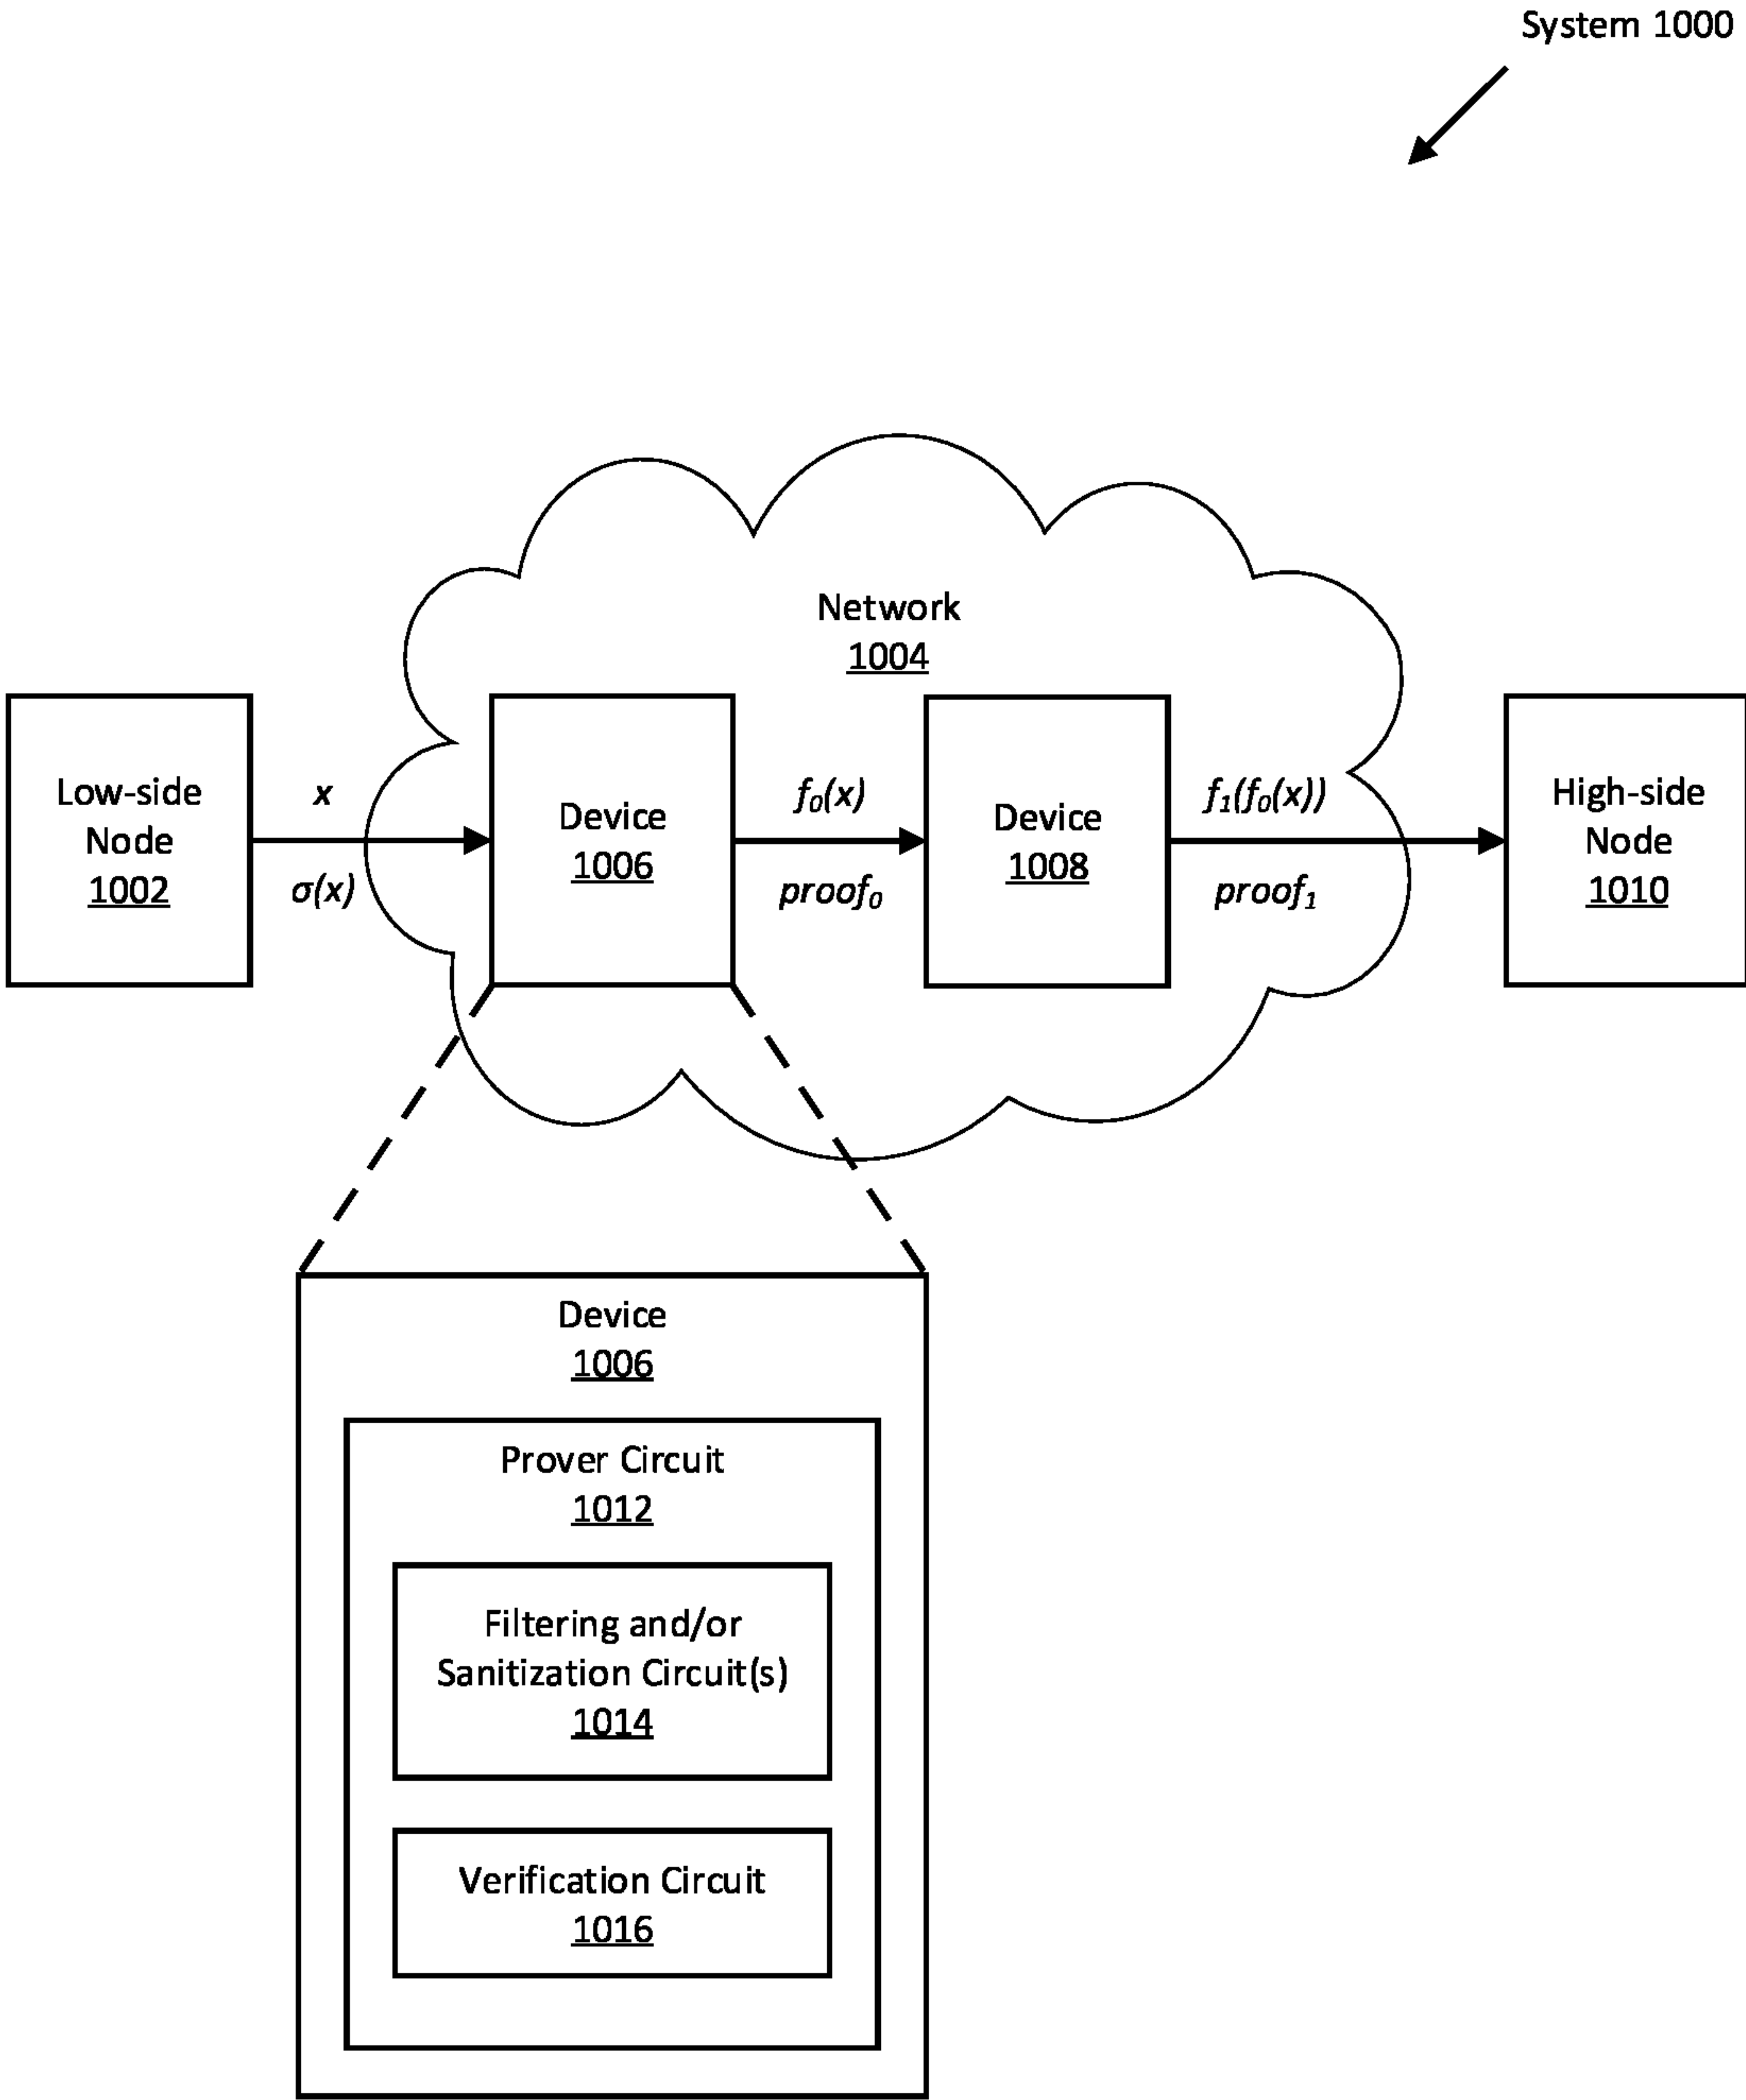 System 1000
Network
1004
Low-side
Node
1002
x
σ(x)
Device
1006
f₀(x)
proof₀
Device
1008
f₁(f₀(x))
proof₁
High-side
Node
1010
Device
1006
Prover Circuit
1012
Filtering and/or
Sanitization Circuit(s)
1014
Verification Circuit
1016